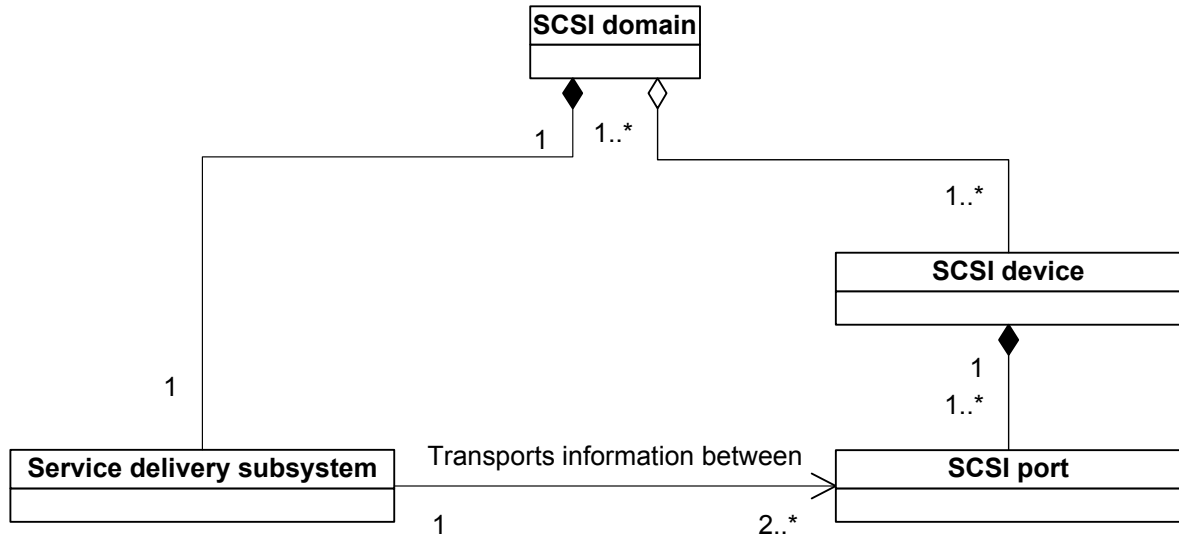 SCSI domain
1
1..*
1..*
SCSI device
1
1..*
1
Service delivery subsystem
Transports information between
SCSI port
1
2..*